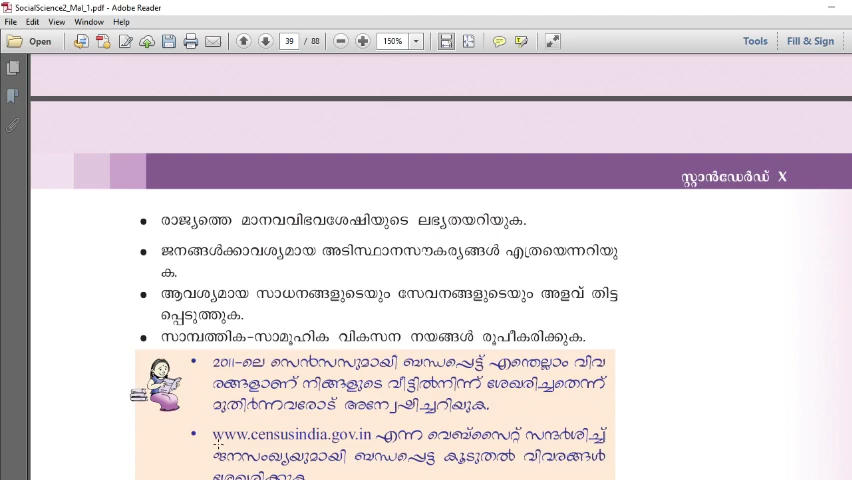 SocialScience2_Mal_1.pdf - Adobe Reader
File Edit View Window Help
Open 39 / 88 150% Tools Fill & Sign
സ്റ്റാൻഡേർഡ് X
• രാജ്യത്തെ മാനവവിഭവശേഷിയുടെ ലഭ്യതയറിയുക.
• ജനങ്ങൾക്കാവശ്യമായ അടിസ്ഥാനസൗകര്യങ്ങൾ എത്രയെന്നറിയു
ക.
• ആവശ്യമായ സാധനങ്ങളുടെയും സേവനങ്ങളുടെയും അളവ് തിട്ട
പ്പെടുത്തുക.
• സാമ്പത്തിക-സാമൂഹിക വികസന നയങ്ങൾ രൂപീകരിക്കുക.
• 2011-ലെ സെൻസസുമായി ബന്ധപ്പെട്ട് എന്തെല്ലാം വിവ
രങ്ങളാണ് നിങ്ങളുടെ വീട്ടിൽനിന്ന് ശേഖരിച്ചതെന്ന്
മുതിർന്നവരോട് അന്വേഷിച്ചറിയുക.
• www.censusindia.gov.in എന്ന വെബ്സൈറ്റ് സന്ദർശിച്ച്
ജനസംഖ്യയുമായി ബന്ധപ്പെട്ട കൂടുതൽ വിവരങ്ങൾ
ശേഖരിക്കുക